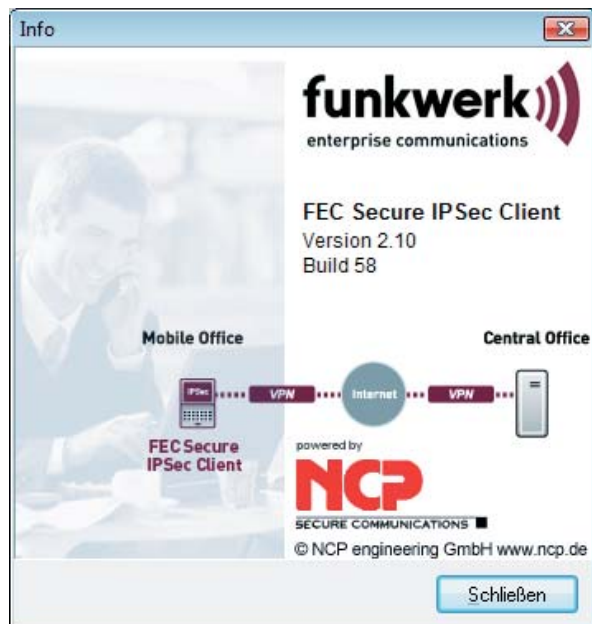 Info
funkwerk
enterprise communications
FEC Secure IPSec Client
Version 2.10
Build 58
Mobile Office
Central Office
IPSec
VPN
Internet
VPN
FEC Secure
IPSec Client
powered by
NCP
SECURE COMMUNICATIONS
© NCP engineering GmbH www.ncp.de
Schließen